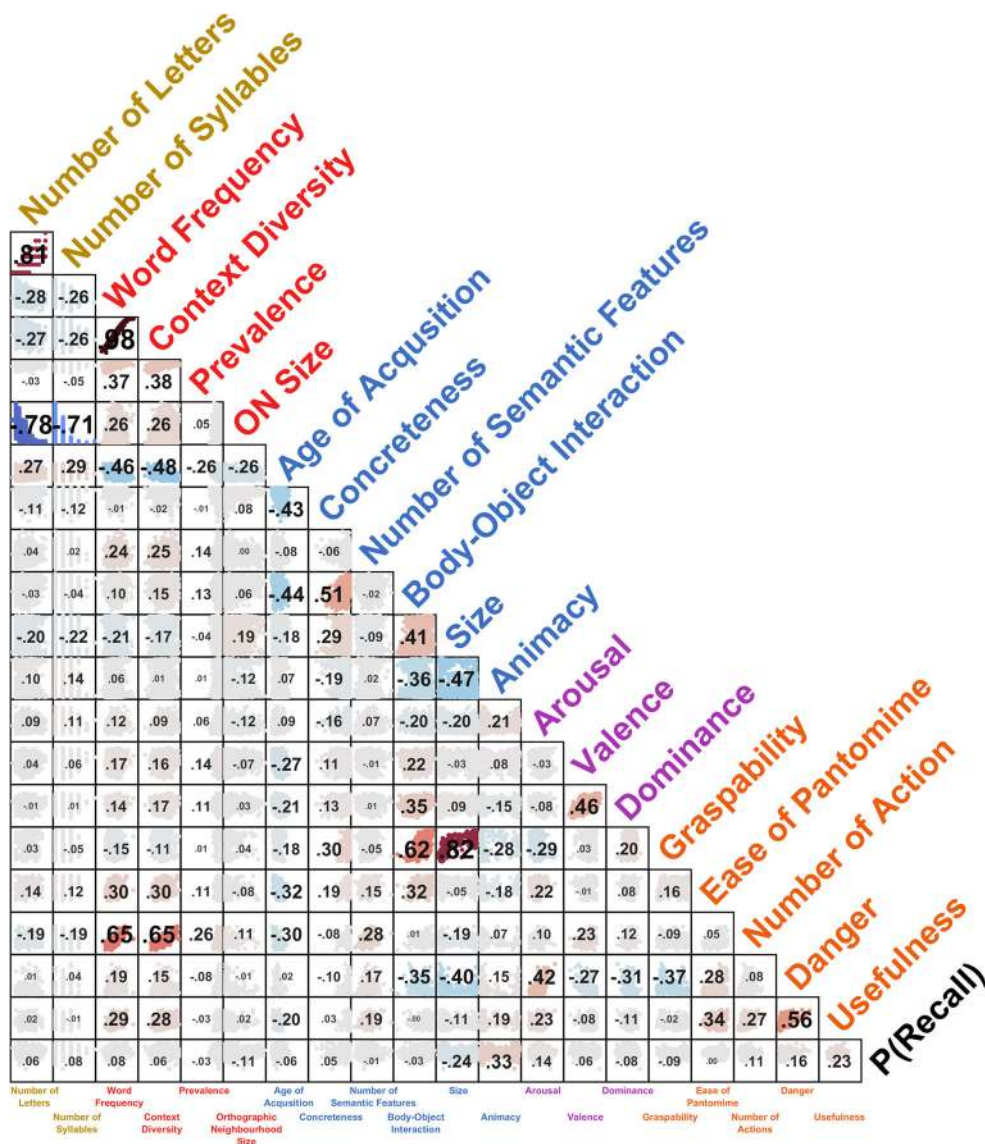 Number of Letters
Number of Syllables
Word Frequency
Context Diversity
Prevalence
ON Size
Age of Acqusition
Concreteness
Number of Semantic Features
Body-Object Interaction
Size
Animacy
Arousal
Valence
Dominance
Graspability
Ease of Pantomime
Number of Action
Danger
Usefulness
P(Recall)
.81
-.28 -.26
-.27 -.26 .98
-.03 -.05 .37 .38
-.78 -.71 .26 .26 .05
.27 .29 -.46 -.48 -.26 -.26
-.11 -.12 -.01 -.02 -.01 .08 -.43
.04 .02 .24 .25 .14 .00 -.08 -.06
-.03 -.04 .10 .15 .13 .06 -.44 .51 -.02
-.20 -.22 -.21 -.17 -.04 .19 -.18 .29 -.09 .41
.10 .14 .06 .01 .01 -.12 .07 -.19 .02 -.36 -.47
.09 .11 .12 .09 .06 -.12 .09 -.16 .07 -.20 -.20 .21
.04 .06 .17 .16 .14 -.07 -.27 .11 -.01 .22 -.03 .08 -.03
-.01 .01 .14 .17 .11 .03 -.21 .13 .01 .35 .09 -.15 -.08 .46
.03 -.05 -.15 -.11 .01 .04 -.18 .30 -.05 .62 .82 -.28 -.29 .03 .20
.14 .12 .30 .30 .11 -.08 -.32 .19 .15 .32 -.05 -.18 .22 -.01 .08 .16
-.19 -.19 .65 .65 .26 .11 -.30 -.08 .28 .01 -.19 .07 .10 .23 .12 -.09 .05
.01 .04 .19 .15 -.08 -.01 .02 -.10 .17 -.35 -.40 .15 .42 -.27 -.31 -.37 .28 .08
.02 -.01 .29 .28 -.03 .02 -.20 .03 .19 -.00 -.11 .19 .23 -.08 -.11 -.02 .34 .27 .56
.06 .08 .08 .06 -.03 -.11 -.06 .05 -.01 -.03 -.24 .33 .14 .06 -.08 -.09 .00 .11 .16 .23
Number of Word Prevalence Age of Number of Size Arousal Dominance Ease of Danger
Letters Frequency Acqusition Semantic Features Pantomime
Number of Context Orthographic Concreteness Body-Object Animacy Valence Graspability Number of Usefulness
Syllables Diversity Neighbourhood Interaction Actions
Size